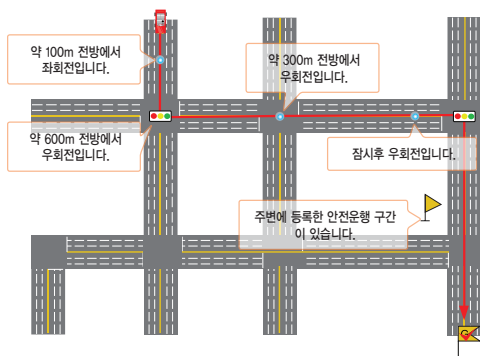 약 100m 전방에서
좌회전입니다.
약 300m 전방에서
우회전입니다.
약 600m 전방에서
우회전입니다.
잠시후 우회전입니다.
주변에 등록한 안전운행 구간
이 있습니다.
G